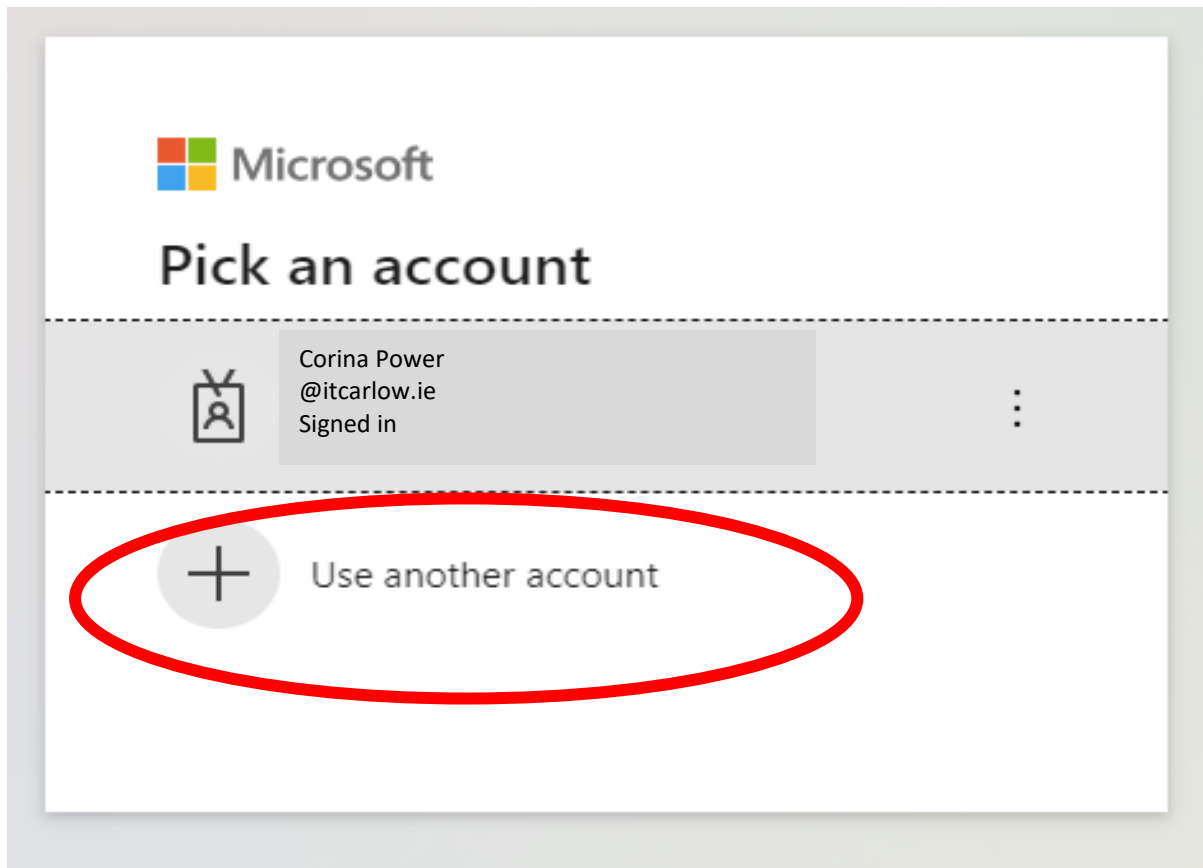 Microsoft
Pick an account
Corina Power
@itcarlow.ie
Signed in
Use another account